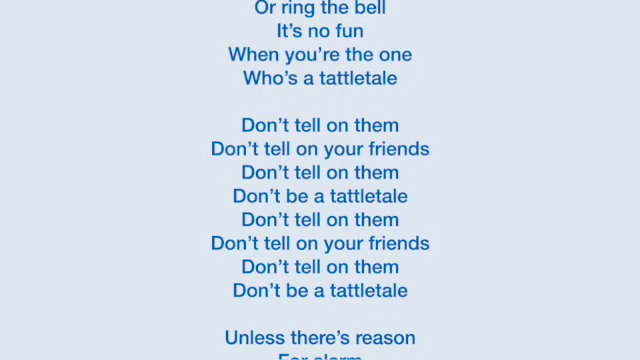 Or ring the bell
It's no fun
When you're the one
Who's a tattletale
Don't tell on them
Don't tell on your friends
Don't tell on them
Don't be a tattletale
Don't tell on them
Don't tell on your friends
Don't tell on them
Don't be a tattletale
Unless there's reason
For alarm